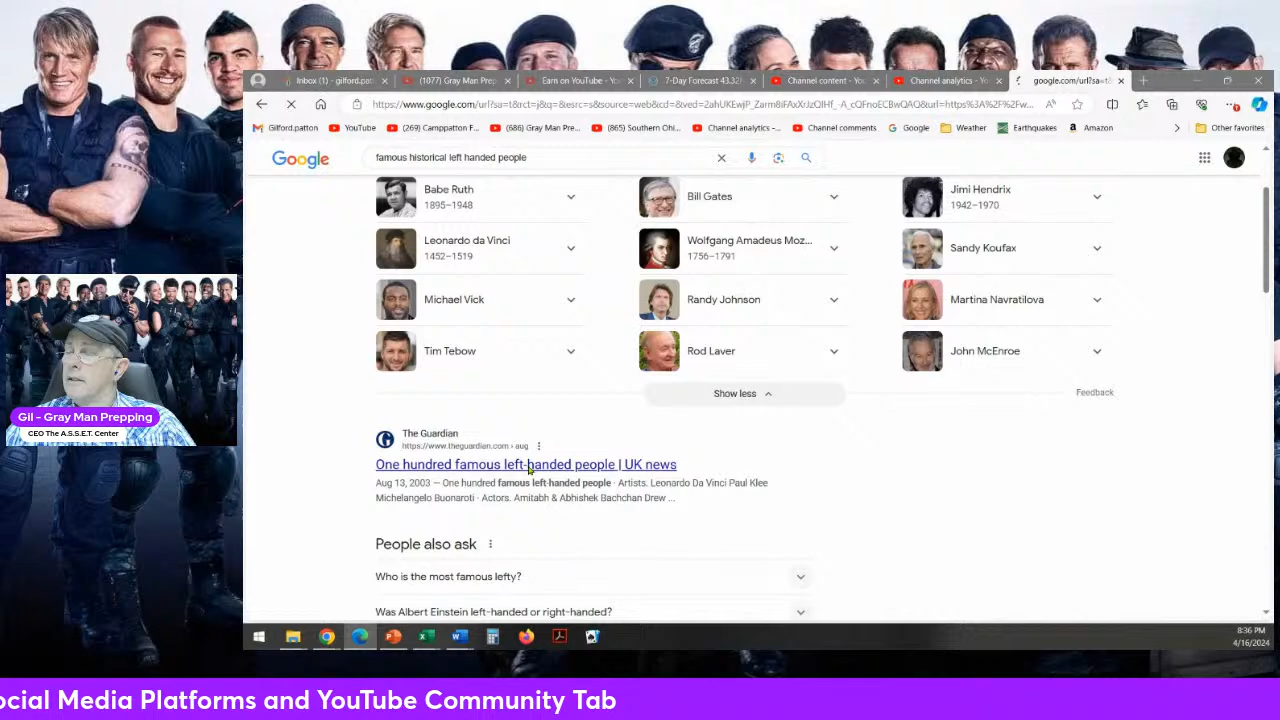 Inbox (1) - gilford.patt
(1077) Gray Man Prep
Earn on YouTube - Yo
7-Day Forecast 43.32
Channel content - You
Channel analytics - Yo
google.com/url?sa=t&
https://www.google.com/url?sa=t&rct=j&q=&esrc=s&source=web&cd=&ved=
Gilford.patton
YouTube
(269) Camppatton F...
(686) Gray Man Pre...
(865) Southern Ohi...
Channel analytics -...
Channel comments
Google
Weather
Earthquakes
Amazon
Other favorites
Google
famous historical left handed people
Babe Ruth
1895–1948
Bill Gates
Jimi Hendrix
1942–1970
Leonardo da Vinci
1452–1519
Wolfgang Amadeus Moz...
1756–1791
Sandy Koufax
Michael Vick
Randy Johnson
Martina Navratilova
Tim Tebow
Rod Laver
John McEnroe
Show less
Feedback
The Guardian
https://www.theguardian.com › aug
One hundred famous left-handed people | UK news
Aug 13, 2003 — One hundred famous left-handed people · Artists. Leonardo Da Vinci Paul Klee
Michelangelo Buonaroti · Actors. Amitabh & Abhishek Bachchan Drew ...
People also ask
Who is the most famous lefty?
Was Albert Einstein left-handed or right-handed?
Gil - Gray Man Prepping
CEO The A.S.S.E.T. Center
8:36 PM
4/16/2024
ocial Media Platforms and YouTube Community Tab